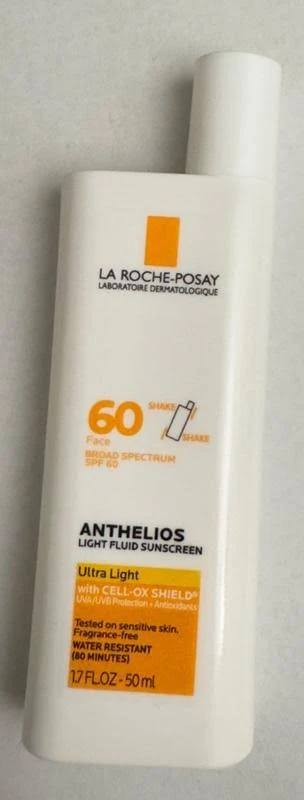 LA ROCHE-POSAY
LABORATOIRE DERMATOLOGIQUE
60
SHAKE
SHAKE
Face
BROAD SPECTRUM
SPF 60
ANTHELIOS
LIGHT FLUID SUNSCREEN
Ultra Light
with CELL-OX SHIELD®
UVA/UVB Protection + Antioxidants
Tested on sensitive skin.
Fragrance-free
WATER RESISTANT
(80 MINUTES)
1.7 FL.OZ - 50 ml